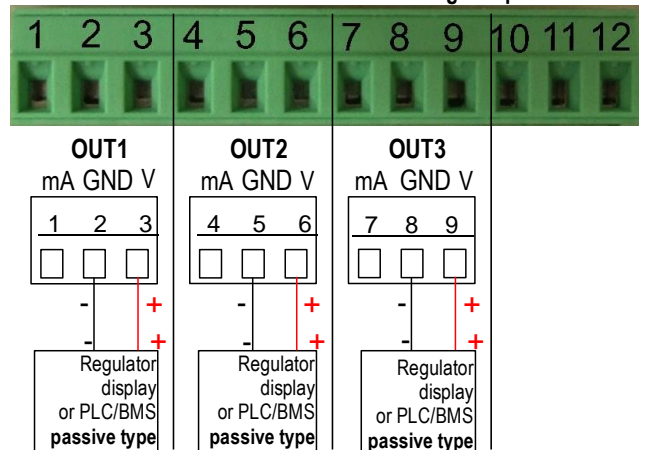 1 2 3 4 5 6 7 8 9 10 11 12
OUT1 OUT2 OUT3
mA GND V mA GND V mA GND V
1 2 3 4 5 6 7 8 9
- + - + - +
- + - + - +
Regulator Regulator Regulator
display display display
or PLC/BMS or PLC/BMS or PLC/BMS
passive type passive type passive type